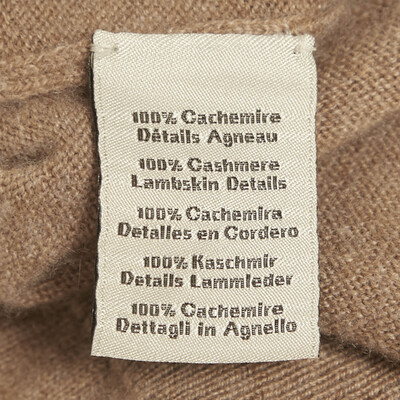 100% Cachemire
Détails Agneau
100% Cashmere
Lambskin Details
100% Cachemira
Detalles en Cordero
100% Kaschmir
Details Lammleder
100% Cachemire
Dettagli in Agnello